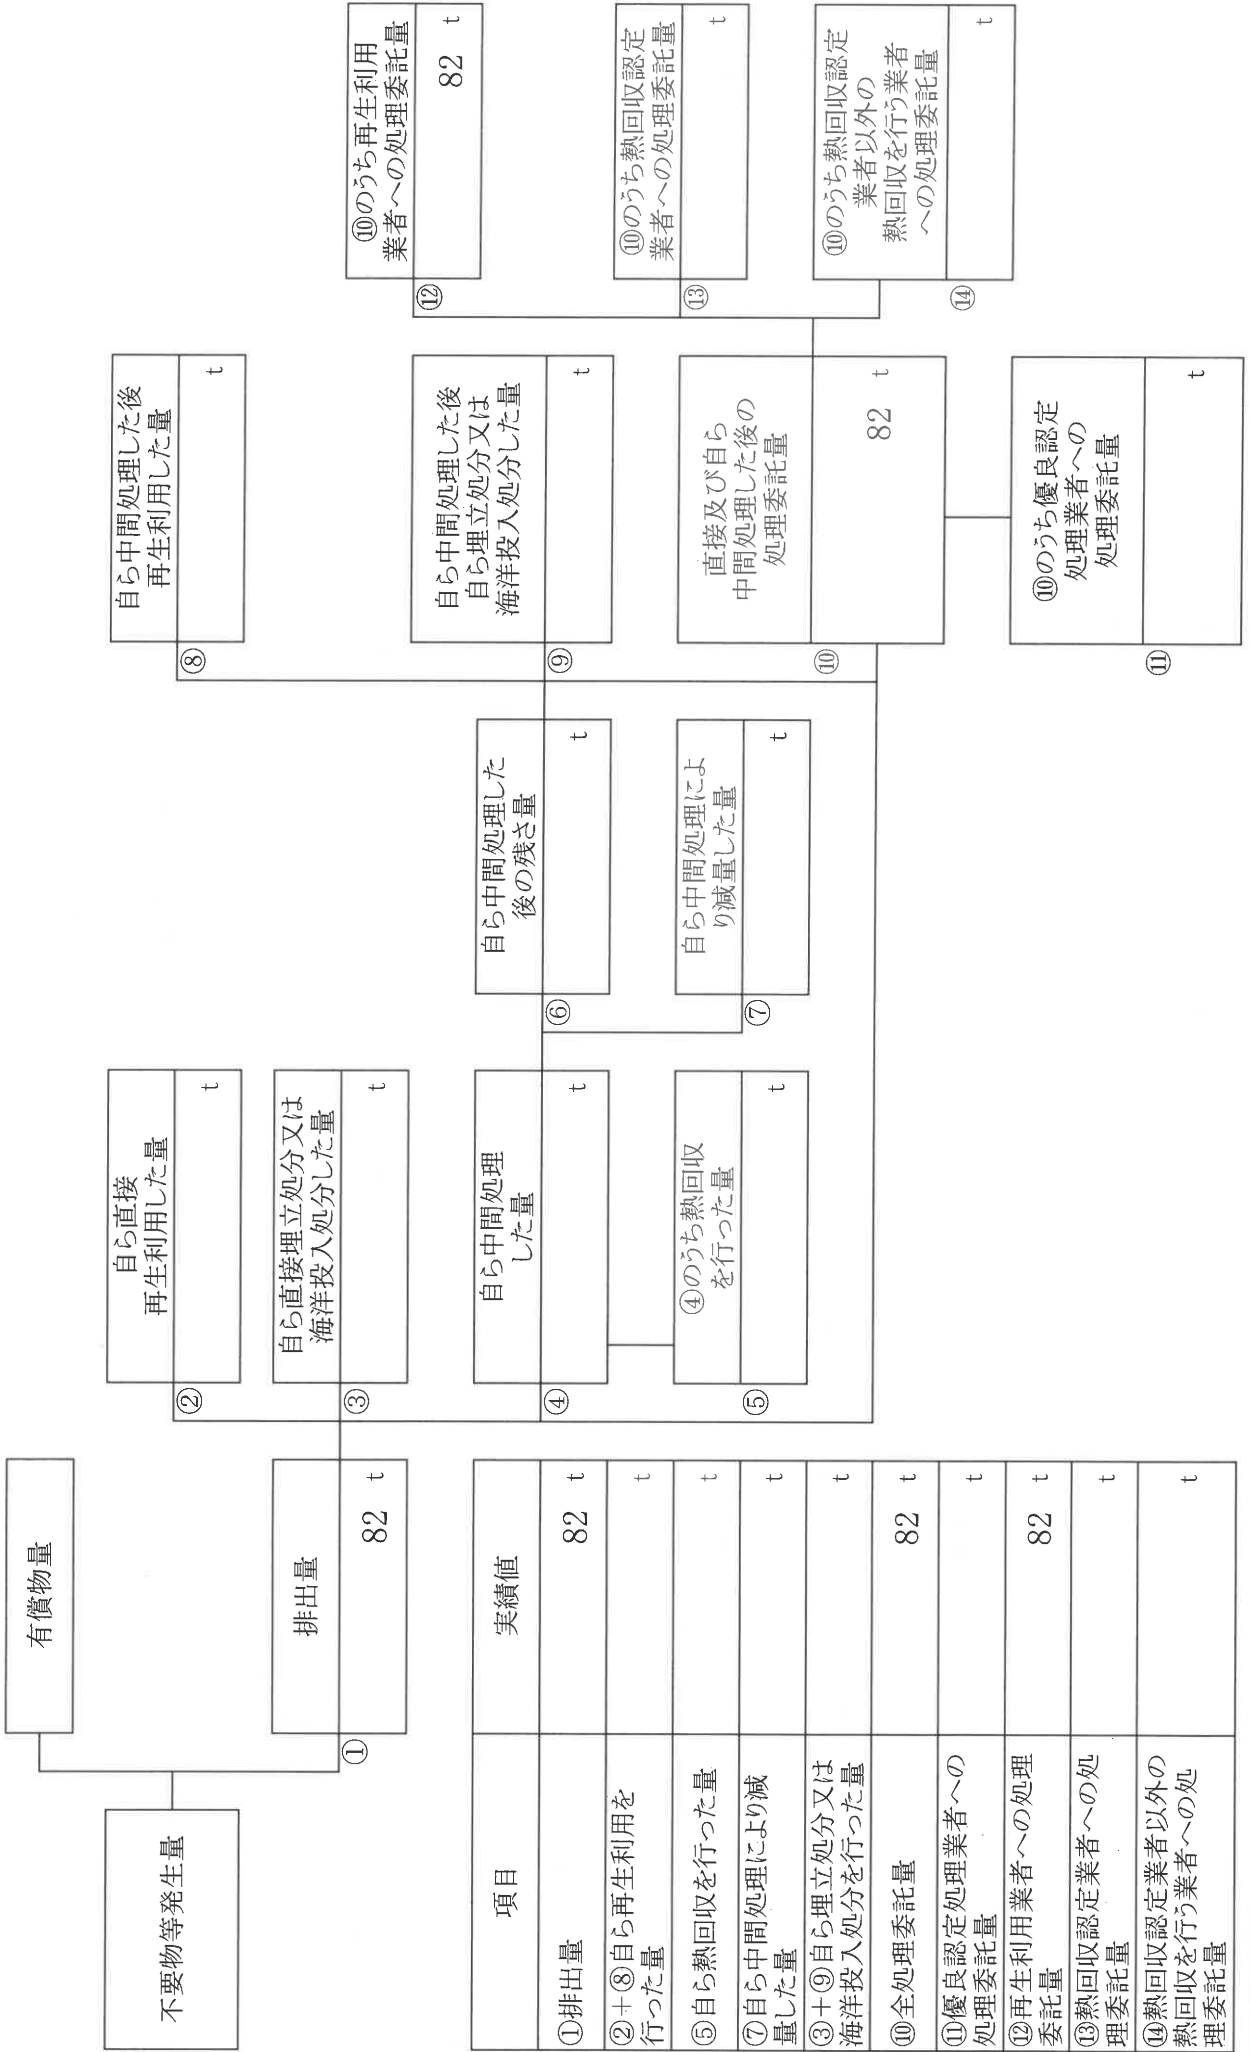 不要物等発生量
有償物量
排出量
①
82 t
自ら直接
再生利用した量
②
t
自ら直接埋立処分又は
海洋投入処分した量
③
t
自ら中間処理
した量
④
t
④のうち熱回収
を行った量
⑤
t
自ら中間処理した
後の残さ量
⑥
t
自ら中間処理によ
り減量した量
⑦
t
自ら中間処理した後
再生利用した量
⑧
t
自ら中間処理した後
自ら埋立処分又は
海洋投入処分した量
⑨
t
直接及び自ら
中間処理した後の
処理委託量
⑩
82 t
⑩のうち優良認定
処理業者への
処理委託量
⑪
t
⑩のうち再生利用
業者への処理委託量
⑫
82 t
⑩のうち熱回収認定
業者への処理委託量
⑬
t
⑩のうち熱回収認定
業者以外の
熱回収を行う業者
への処理委託量
⑭
t
項目 実績値
①排出量 82 t
②+⑧自ら再生利用を
行った量 t
⑤自ら熱回収を行った量 t
⑦自ら中間処理により減
量した量 t
③+⑨自ら埋立処分又は
海洋投入処分を行った量 t
⑩全処理委託量 82 t
⑪優良認定処理業者への
処理委託量 t
⑫再生利用業者への処理
委託量 82 t
⑬熱回収認定業者への処
理委託量 t
⑭熱回収認定業者以外の
熱回収を行う業者への処
理委託量 t